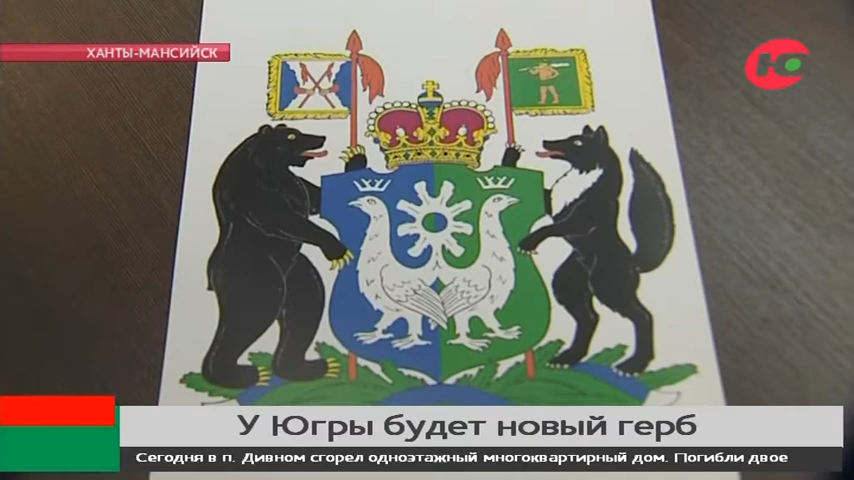 ХАНТЫ-МАНСИЙСК
Ю
У Югры будет новый герб
Сегодня в п. Дивном сгорел одноэтажный многоквартирный дом. Погибли двое